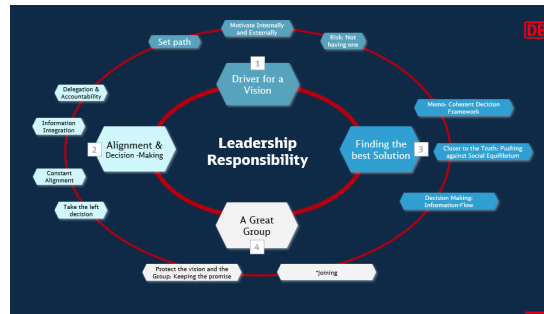 Motivate Internally
and Externally
Set path
Risk: Not
having one
DB
1
Driver for a
Vision
Delegation &
Accountability
Information
Integration
Constant
Alignment
Take the left
decision
2
Alignment &
Decision -Making
Leadership
Responsibility
Finding the
best Solution
3
Memo: Coherent Decision
Framework
Closer to the Truth: Pushing
against Social Equilibrium
Decision Making:
Information-Flow
A Great
Group
4
Protect the vision and the
Group: Keeping the promise
"Joining